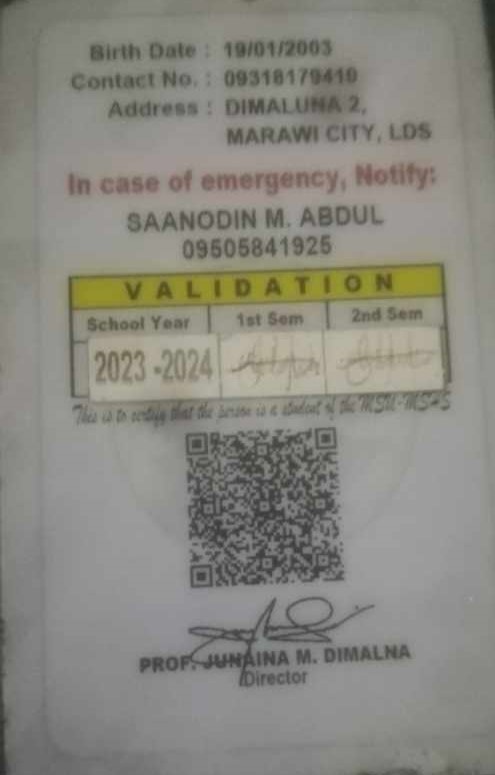 Birth Date : 19/01/2003
Contact No. : 09318179410
Address : DIMALUNA 2,
MARAWI CITY, LDS
In case of emergency, Notify:
SAANODIN M. ABDUL
09505841925
VALIDATION
School Year 1st Sem 2nd Sem
2023 -2024
This is to certify that the person is a student of the MSU-MSHS
PROF. JUNAINA M. DIMALNA
Director